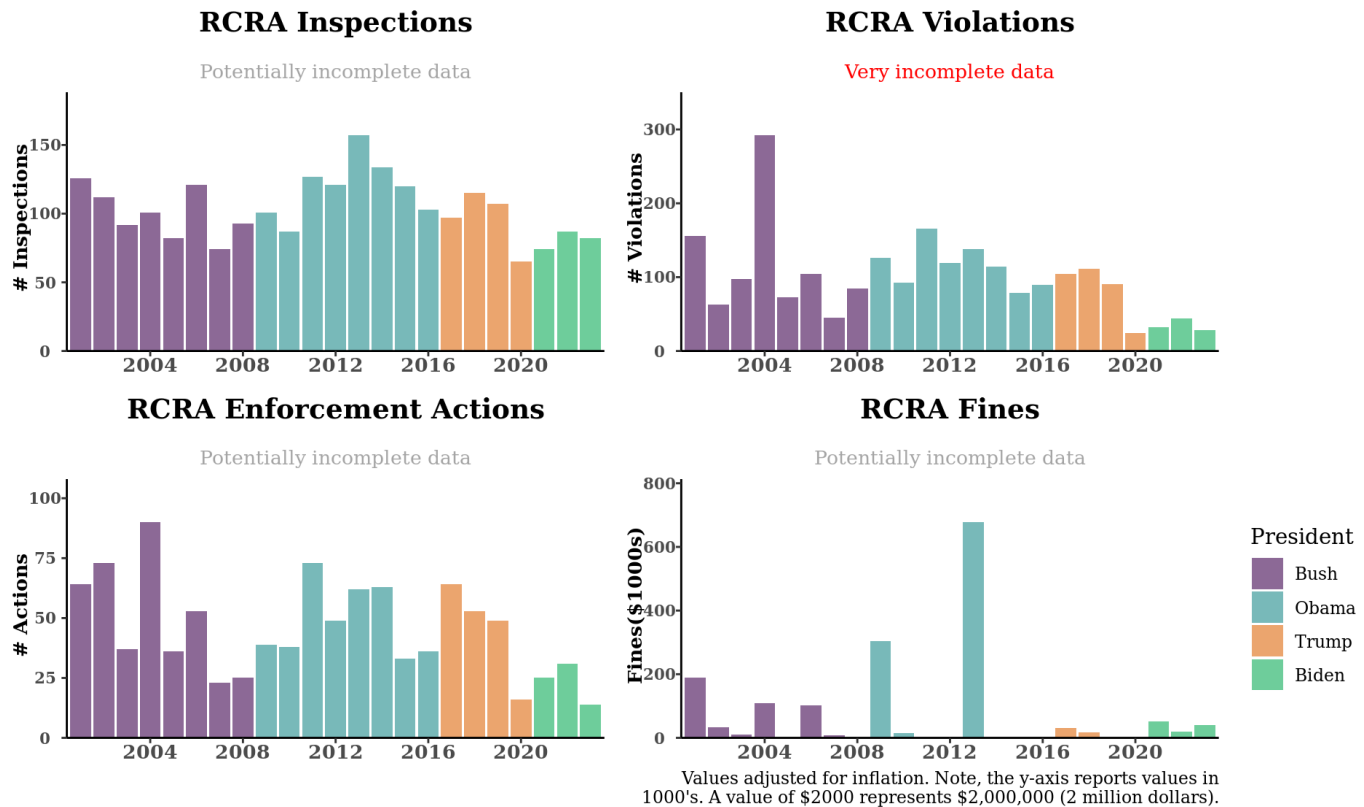 RCRA Inspections
Potentially incomplete data
# Inspections
150
100
50
0
2004 2008 2012 2016 2020
RCRA Violations
Very incomplete data
# Violations
300
200
100
0
2004 2008 2012 2016 2020
RCRA Enforcement Actions
Potentially incomplete data
# Actions
100
75
50
25
0
2004 2008 2012 2016 2020
RCRA Fines
Potentially incomplete data
Fines($1000s)
800
600
400
200
0
2004 2008 2012 2016 2020
Values adjusted for inflation. Note, the y-axis reports values in
1000's. A value of $2000 represents $2,000,000 (2 million dollars).
President
Bush
Obama
Trump
Biden